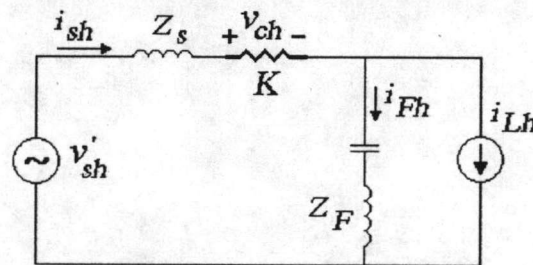 i_sh
Z_s
+ v_ch −
K
i_Fh
i_Lh
~
v'_sh
Z_F